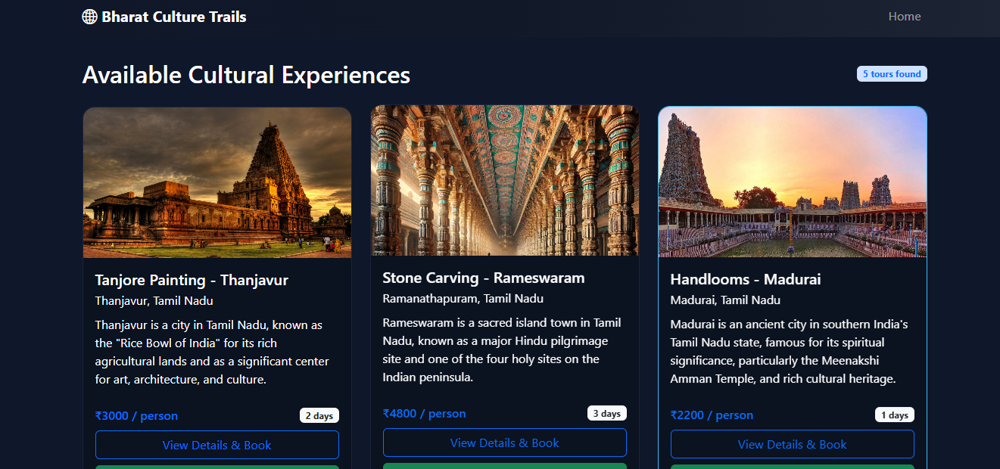 Bharat Culture Trails
Home
Available Cultural Experiences
5 tours found
Tanjore Painting - Thanjavur
Thanjavur, Tamil Nadu
Thanjavur is a city in Tamil Nadu, known as
the "Rice Bowl of India" for its rich
agricultural lands and as a significant center
for art, architecture, and culture.
₹3000 / person
2 days
View Details & Book
Stone Carving - Rameswaram
Ramanathapuram, Tamil Nadu
Rameswaram is a sacred island town in Tamil
Nadu, known as a major Hindu pilgrimage
site and one of the four holy sites on the
Indian peninsula.
₹4800 / person
3 days
View Details & Book
Handlooms - Madurai
Madurai, Tamil Nadu
Madurai is an ancient city in southern India's
Tamil Nadu state, famous for its spiritual
significance, particularly the Meenakshi
Amman Temple, and rich cultural heritage.
₹2200 / person
1 days
View Details & Book